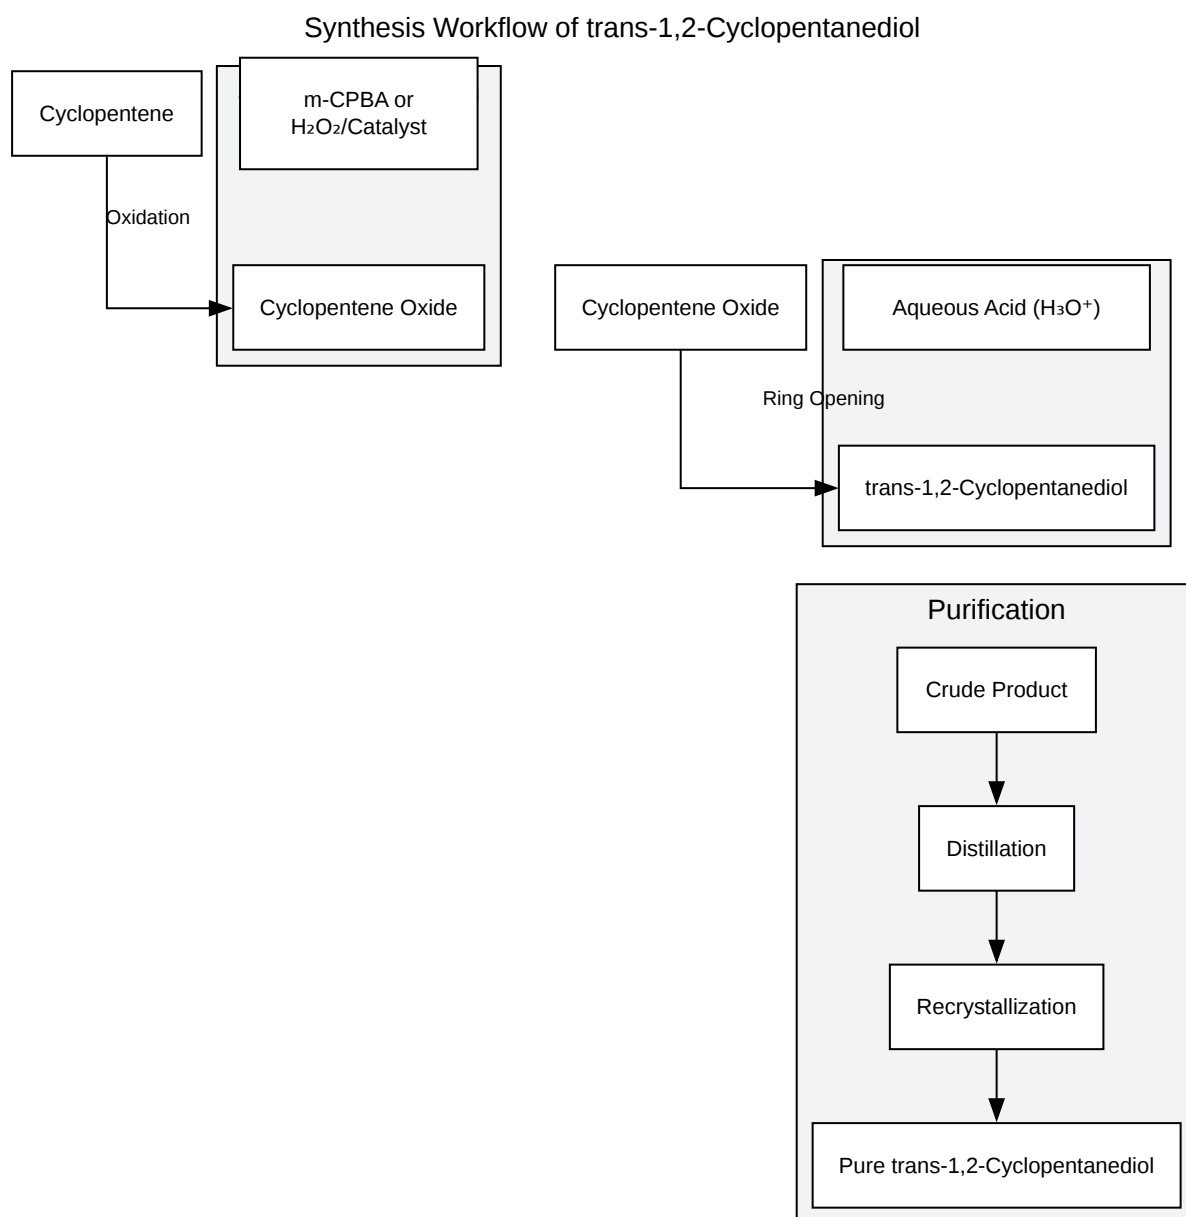 Synthesis Workflow of trans-1,2-Cyclopentanediol
Cyclopentene
m-CPBA or
H₂O₂/Catalyst
Oxidation
Cyclopentene Oxide
Cyclopentene Oxide
Aqueous Acid (H₃O⁺)
Ring Opening
trans-1,2-Cyclopentanediol
Purification
Crude Product
Distillation
Recrystallization
Pure trans-1,2-Cyclopentanediol